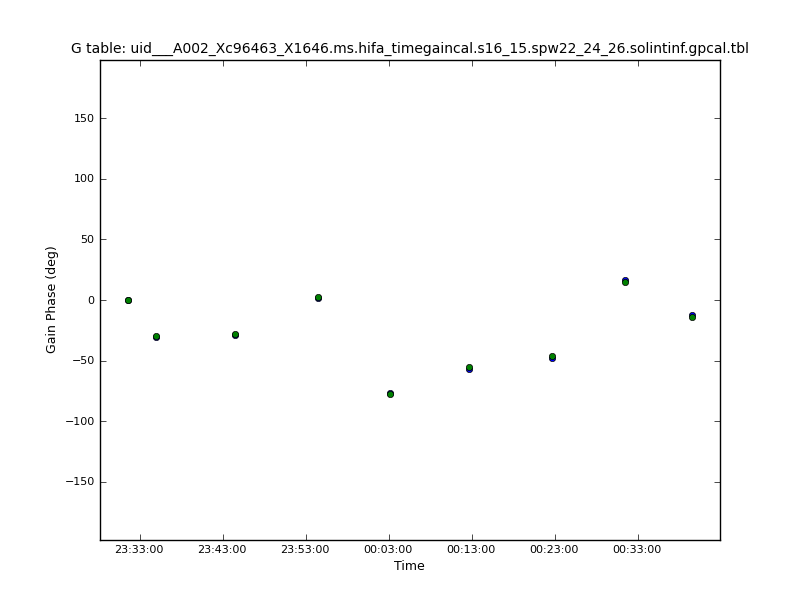 G table: uid___A002_Xc96463_X1646.ms.hifa_timegaincal.s16_15.spw22_24_26.solintinf.gpcal.tbl
Gain Phase (deg)
150
100
50
0
−50
−100
−150
23:33:00 23:43:00 23:53:00 00:03:00 00:13:00 00:23:00 00:33:00
Time